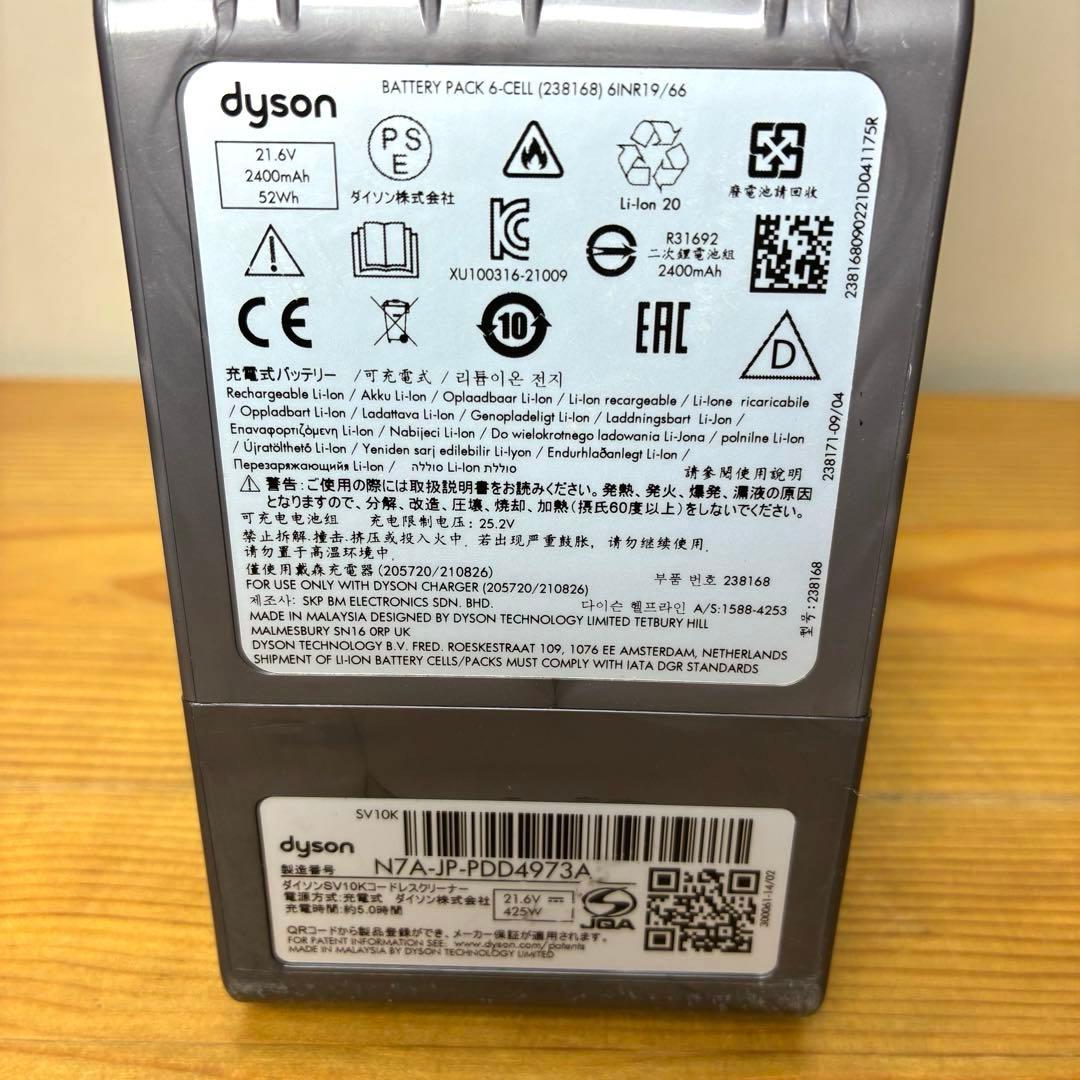 dyson
BATTERY PACK 6-CELL (238168) 6INR19/66
21.6V
2400mAh
52Wh
PS
E
ダイソン株式会社
Li-Ion 20
廢電池請回收
238168090221D041175R
XU100316-21009
R31692
二次鋰電池組
2400mAh
CE
10
EAC
D
充電式バッテリー /可充電式 / 리튬이온 전지
Rechargeable Li-Ion / Akku Li-Ion / Oplaadbaar Li-Ion / Li-Ion recargeable / Li-Ione ricaricabile
/ Oppladbart Li-Ion / Ladattava Li-Ion / Genopladeligt Li-Ion / Laddningsbart Li-Jon /
Επαναφορτιζόμενη Li-Ion / Nabijeci Li-Ion / Do wielokrotnego ladowania Li-Jona / polnilne Li-Ion
/ Újratölthető Li-Ion / Yeniden sarj edilebilir Li-Iyon / Endurhlaðanlegt Li-Ion /
Перезаряжающийя Li-Ion / סוללה Li-Ion סוללת
請參閱使用說明
238171-09/04
警告:ご使用の際には取扱説明書をお読みください。発熱、発火、爆発、漏液の原因
となりますので、分解、改造、圧壊、焼却、加熱(摂氏60度以上)をしないでください。
可充电电池组 充电限制电压: 25.2V
禁止拆解.撞击.挤压或投入火中. 若出现严重鼓胀, 请勿继续使用.
请勿置于高温环境中.
僅使用戴森充電器 (205720/210826)
부품 번호 238168
FOR USE ONLY WITH DYSON CHARGER (205720/210826)
제조사: SKP BM ELECTRONICS SDN. BHD.
다이슨 헬프라인 A/S:1588-4253
型号: 238168
MADE IN MALAYSIA DESIGNED BY DYSON TECHNOLOGY LIMITED TETBURY HILL
MALMESBURY SN16 0RP UK
DYSON TECHNOLOGY B.V. FRED. ROESKESTRAAT 109, 1076 EE AMSTERDAM, NETHERLANDS
SHIPMENT OF LI-ION BATTERY CELLS/PACKS MUST COMPLY WITH IATA DGR STANDARDS
SV10K
dyson
製造番号 N7A-JP-PDD4973A
ダイソンSV10Kコードレスクリーナー
電源方式:充電式 ダイソン株式会社
充電時間:約5.0時間
21.6V
425W
JQA
300061-14/02
QRコードから製品登録ができ、メーカー保証が適用されます。
FOR PATENT INFORMATION SEE: www.dyson.com/patents
MADE IN MALAYSIA BY DYSON TECHNOLOGY LIMITED